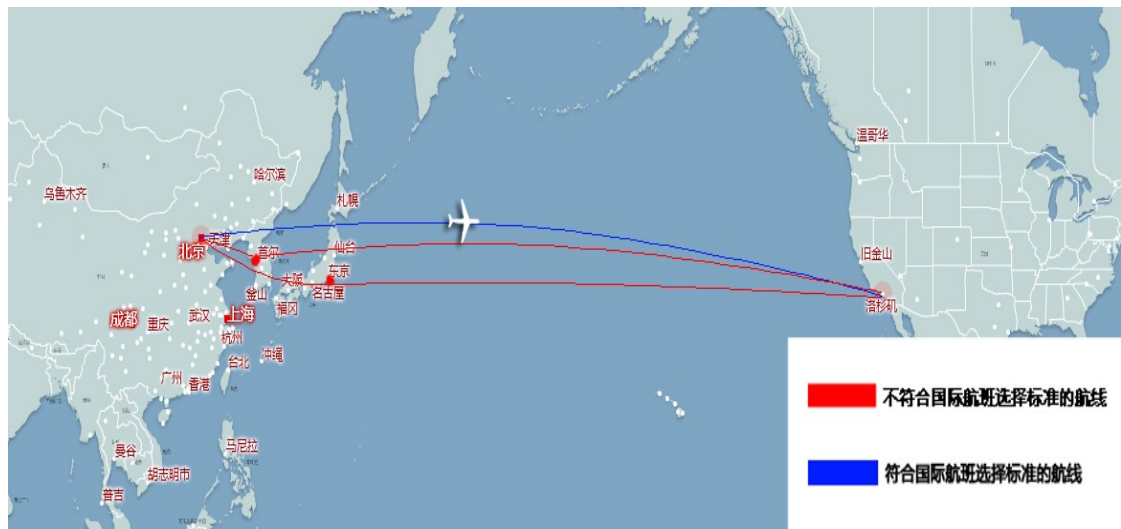 温哥华
哈尔滨
乌鲁木齐
札幌
天津
北京
首尔
仙台
旧金山
东京
大阪
名古屋
釜山
福冈
洛杉矶
成都
重庆
武汉
上海
杭州
冲绳
台北
广州
香港
不符合国际航班选择标准的航线
马尼拉
曼谷
胡志明市
符合国际航班选择标准的航线
普吉